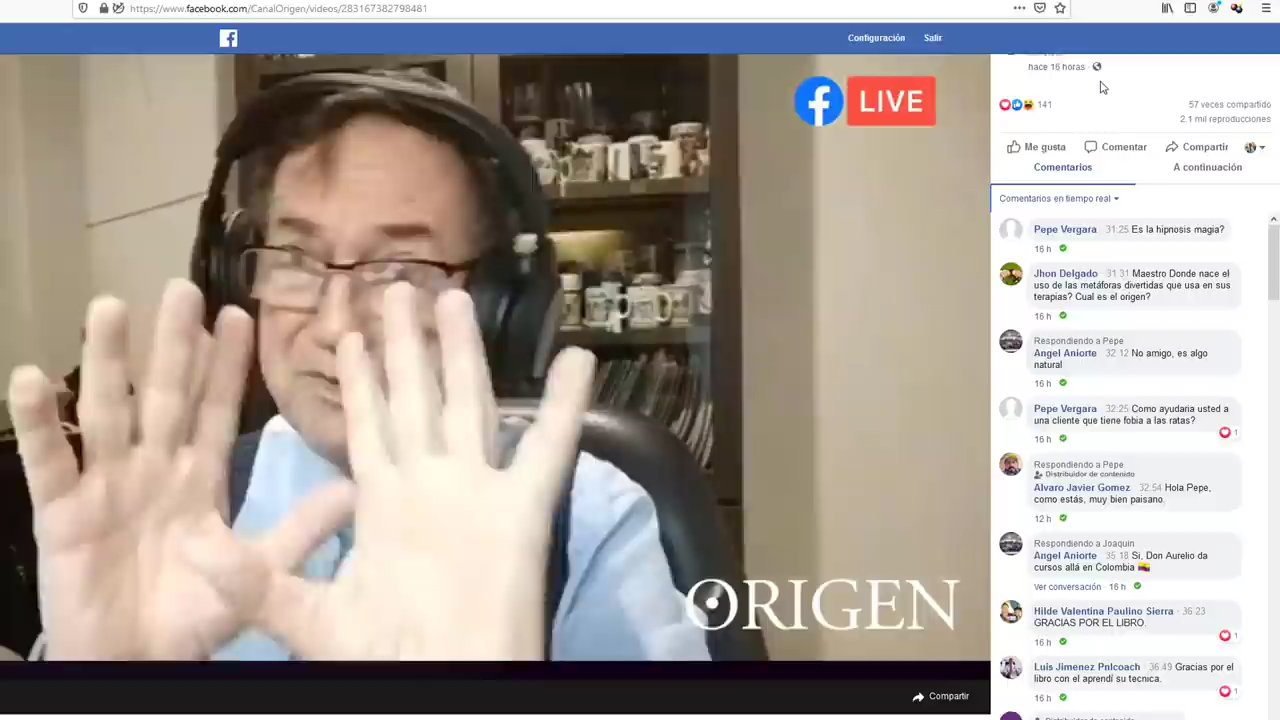 https://www.facebook.com/CanalOrigen/videos/283167382798481
Configuración Salir
LIVE
ORIGEN
Compartir
hace 16 horas ·
141
57 veces compartido
2.1 mil reproducciones
Me gusta Comentar Compartir
Comentarios A continuación
Comentarios en tiempo real
Pepe Vergara 31:25 Es la hipnosis magia?
16 h
Jhon Delgado 31:31 Maestro Donde nace el
uso de las metáforas divertidas que usa en sus
terapias? Cual es el origen?
16 h
Respondiendo a Pepe
Angel Aniorte 32:12 No amigo, es algo
natural
16 h
Pepe Vergara 32:25 Como ayudaria usted a
una cliente que tiene fobia a las ratas?
1
16 h
Respondiendo a Pepe
Distribuidor de contenido
Alvaro Javier Gomez 32:54 Hola Pepe,
como estás, muy bien paisano.
12 h
Respondiendo a Joaquin
Angel Aniorte 35:18 Si, Don Aurelio da
cursos allá en Colombia
Ver conversación · 16 h
Hilde Valentina Paulino Sierra · 36:23
GRACIAS POR EL LIBRO.
1
16 h
Luis Jimenez Pnlcoach · 36:49 Gracias por el
libro con el aprendí su tecnica.
1
16 h
Distribuidor de contenido